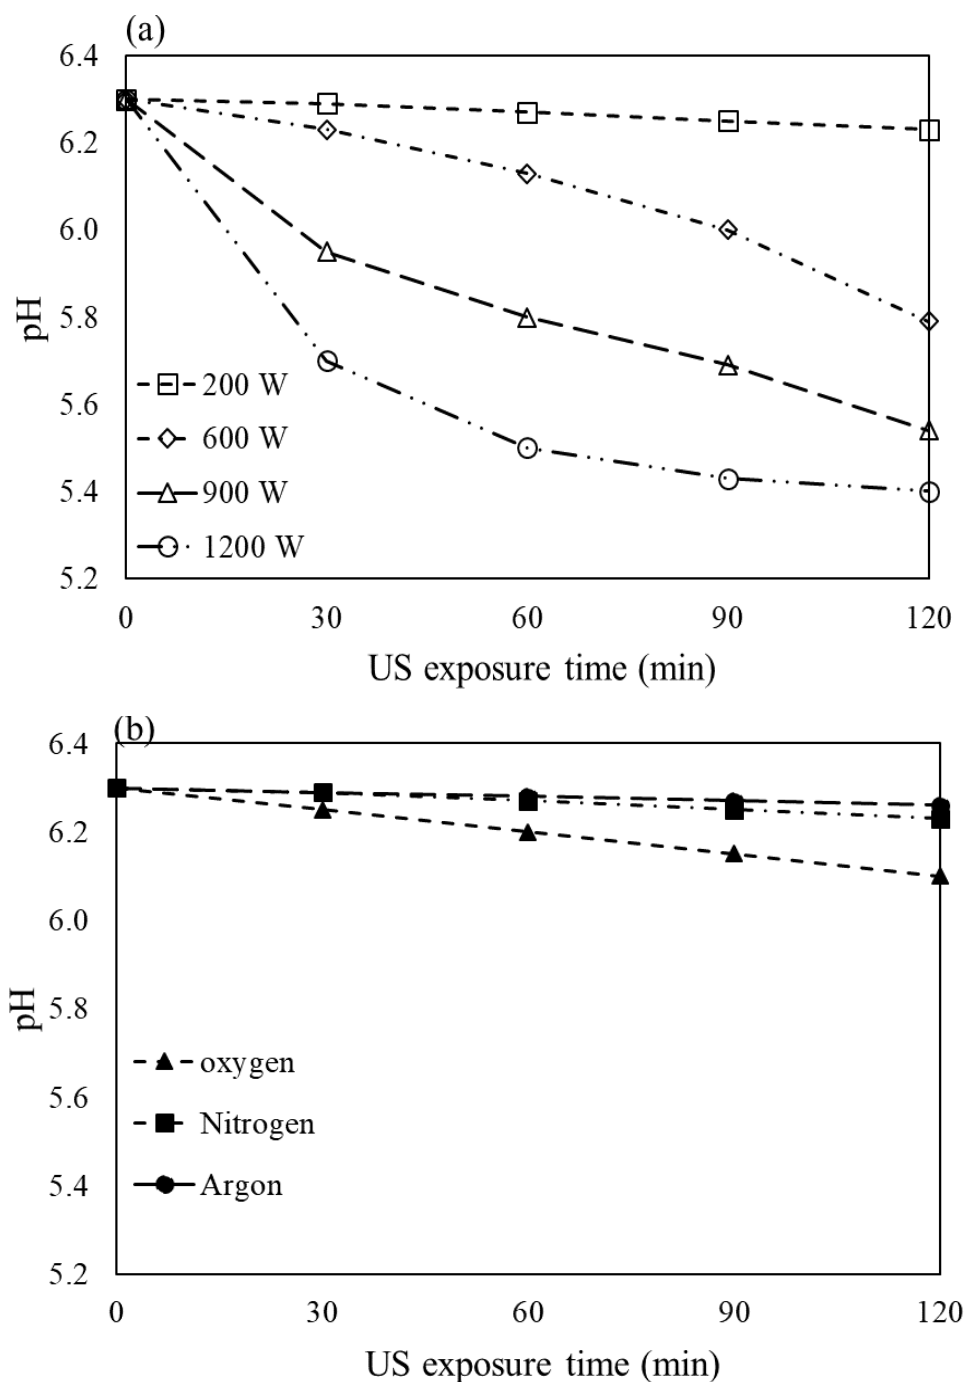 (a)
6.4
6.2
6.0
5.8
5.6
5.4
5.2
pH
200 W
600 W
900 W
1200 W
0 30 60 90 120
US exposure time (min)
(b)
6.4
6.2
6.0
5.8
5.6
5.4
5.2
pH
oxygen
Nitrogen
Argon
0 30 60 90 120
US exposure time (min)